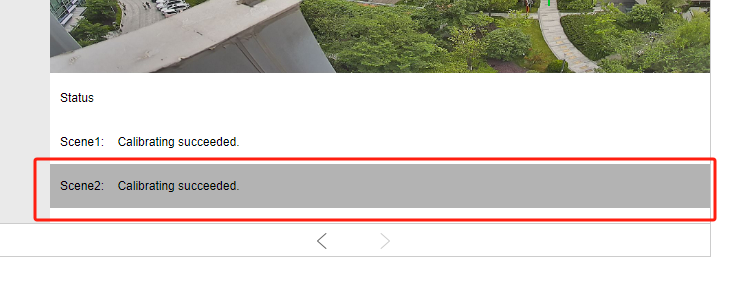 Status
Scene1: Calibrating succeeded.
Scene2: Calibrating succeeded.